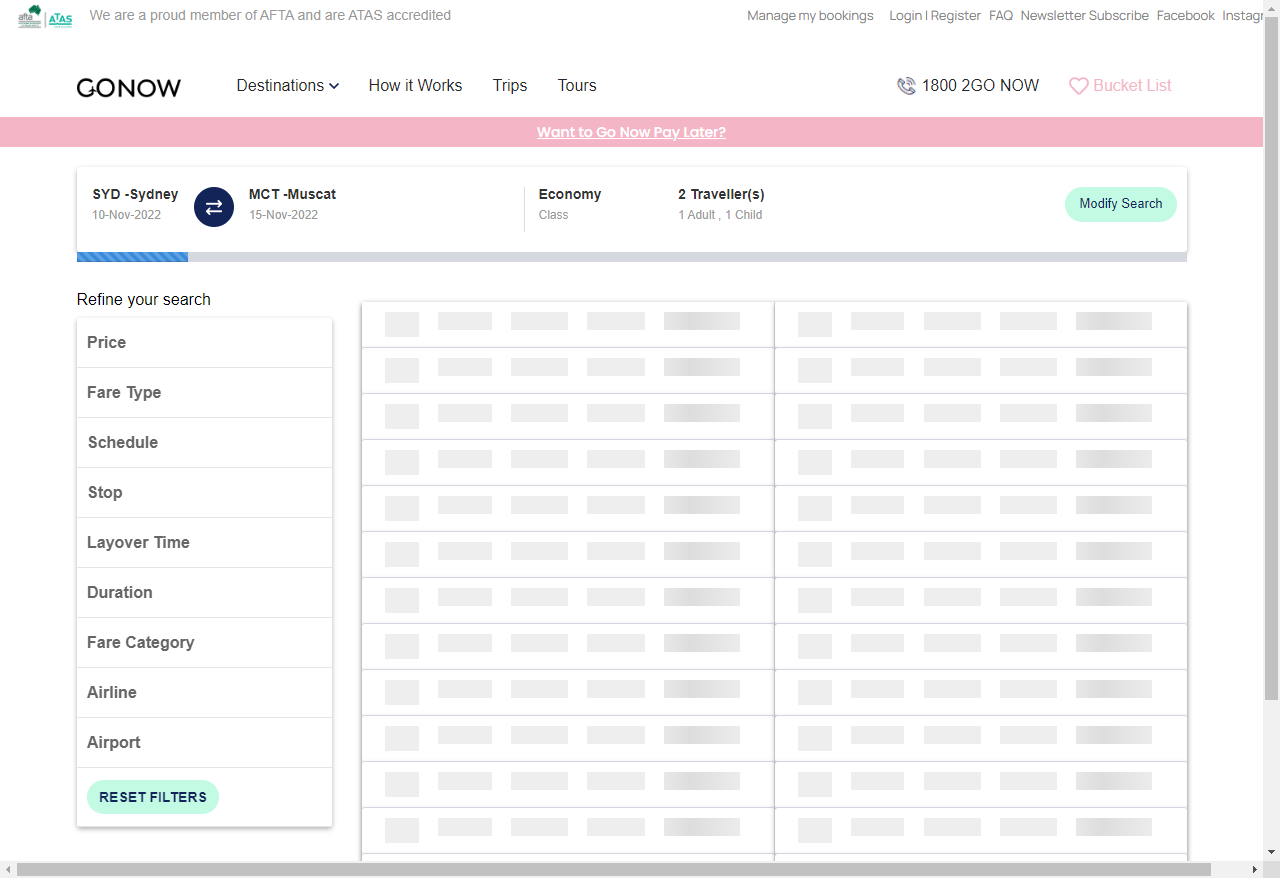 afta ATAS We are a proud member of AFTA and are ATAS accredited Manage my bookings Login | Register FAQ Newsletter Subscribe Facebook
GONOW Destinations How it Works Trips Tours 1800 2GO NOW Bucket List
Want to Go Now Pay Later?
SYD -Sydney MCT -Muscat Economy 2 Traveller(s) Modify Search
10-Nov-2022 15-Nov-2022 Class 1 Adult , 1 Child
Refine your search
Price
Fare Type
Schedule
Stop
Layover Time
Duration
Fare Category
Airline
Airport
RESET FILTERS